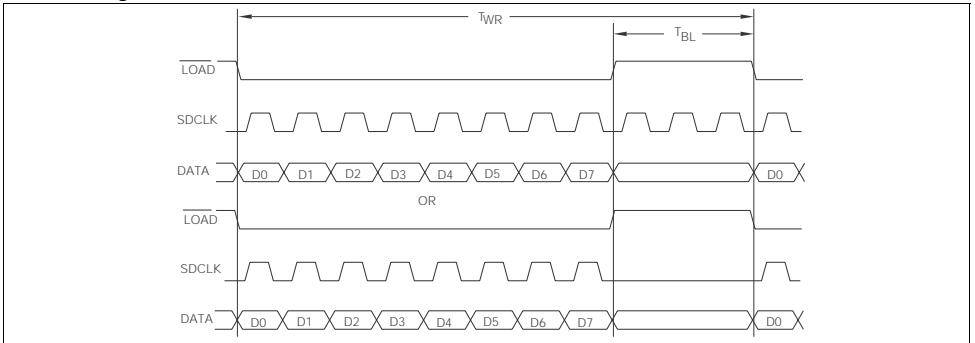 TWR
TBL
LOAD
SDCLK
DATA D0 D1 D2 D3 D4 D5 D6 D7 D0
OR
LOAD
SDCLK
DATA D0 D1 D2 D3 D4 D5 D6 D7 D0